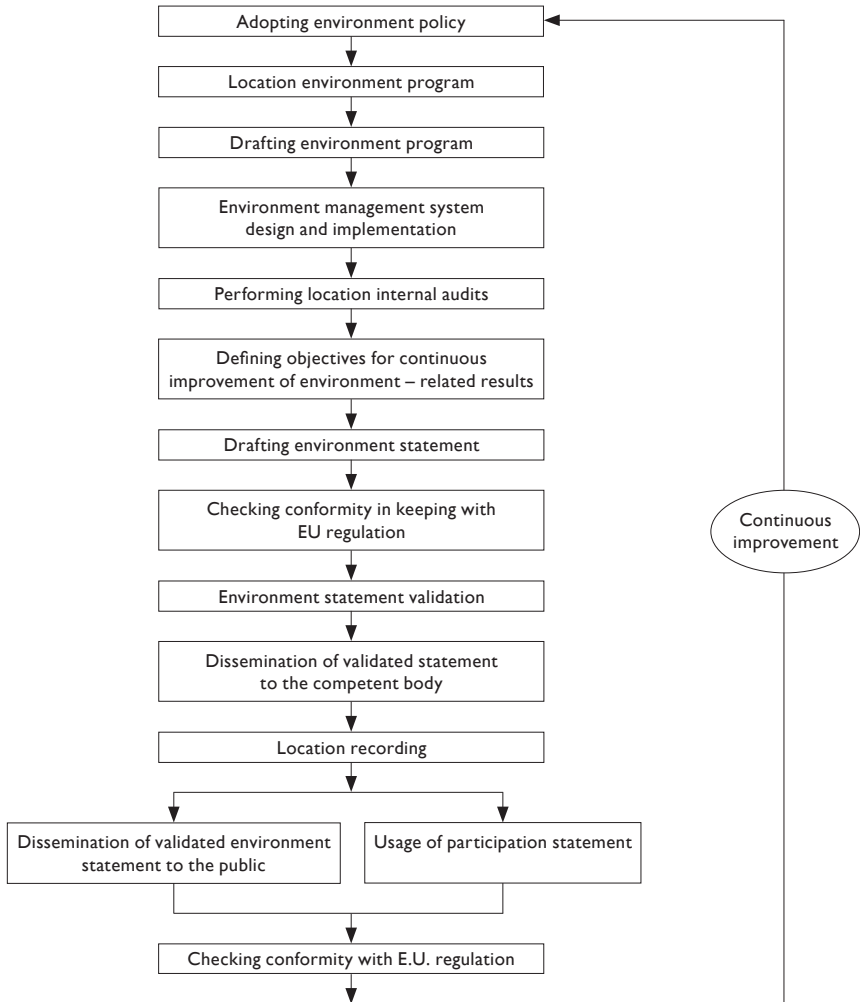 Adopting environment policy
Location environment program
Drafting environment program
Environment management system
design and implementation
Performing location internal audits
Defining objectives for continuous
improvement of environment – related results
Drafting environment statement
Checking conformity in keeping with
EU regulation
Continuous
improvement
Environment statement validation
Dissemination of validated statement
to the competent body
Location recording
Dissemination of validated environment
statement to the public
Usage of participation statement
Checking conformity with E.U. regulation